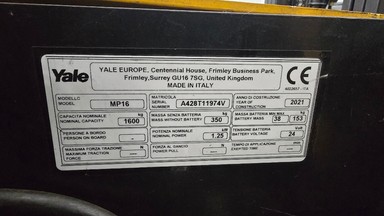 Yale
YALE EUROPE, Centennial House, Frimley Business Park,
Frimley, Surrey GU16 7SG, United Kingdom
MADE IN ITALY
CE
MODELLO
MODEL
MP16
MATRICOLA
SERIAL
NUMBER
A428T11974V
ANNO DI COSTRUZIONE
YEAR OF
CONSTRUCTION
2021
CAPACITA NOMINALE
NOMINAL CAPACITY
kg
1600
MASSA SENZA BATTERIA
MASS WITHOUT BATTERY
kg
350
MASSA BATTERIA MIN MAX
BATTERY MASS
kg
38
153
PERSONE A BORDO
PERSON ON BOARD
POTENZA NOMINALE
NOMINAL POWER
kW
1,25
TENSIONE BATTERIA
BATTERY VOLTAGE
V
24
MASSIMA FORZA TRAZIONE
MAXIMUM TRACTION
FORCE
FORZA AL GANCIO
POWER PULL
TEMPO DI APPLICAZIONE
EXERTED TIME